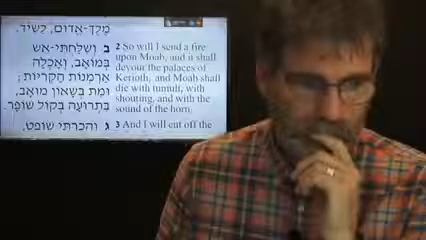 מֶלֶךְ-אֱדוֹם, לַשִּׂיד.
ב וְשִׁלַּחְתִּי-אֵשׁ
בְּמוֹאָב, וְאָכְלָה
אַרְמְנוֹת הַקְּרִיּוֹת;
וּמֵת בְּשָׁאוֹן מוֹאָב,
בִּתְרוּעָה בְּקוֹל שׁוֹפָר.
ג וְהִכְרַתִּי שׁוֹפֵט,
2 So will I send a fire
upon Moab, and it shall
devour the palaces of
Kerioth; and Moab shall
die with tumult, with
shouting, and with the
sound of the horn;
3 And I will cut off the